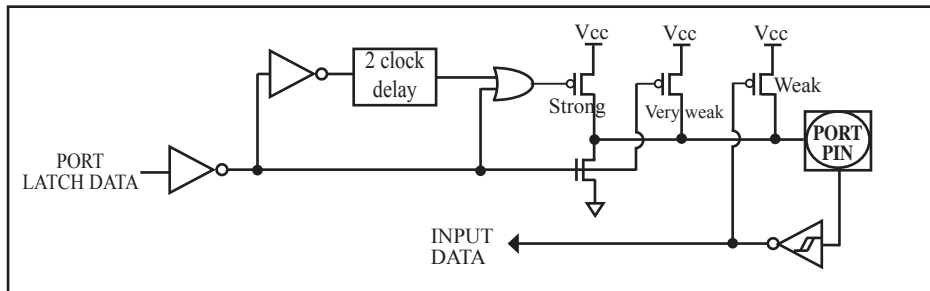 Vcc
Vcc
Vcc
2 clock
delay
Strong
Very weak
Weak
PORT
PIN
PORT
LATCH DATA
INPUT
DATA